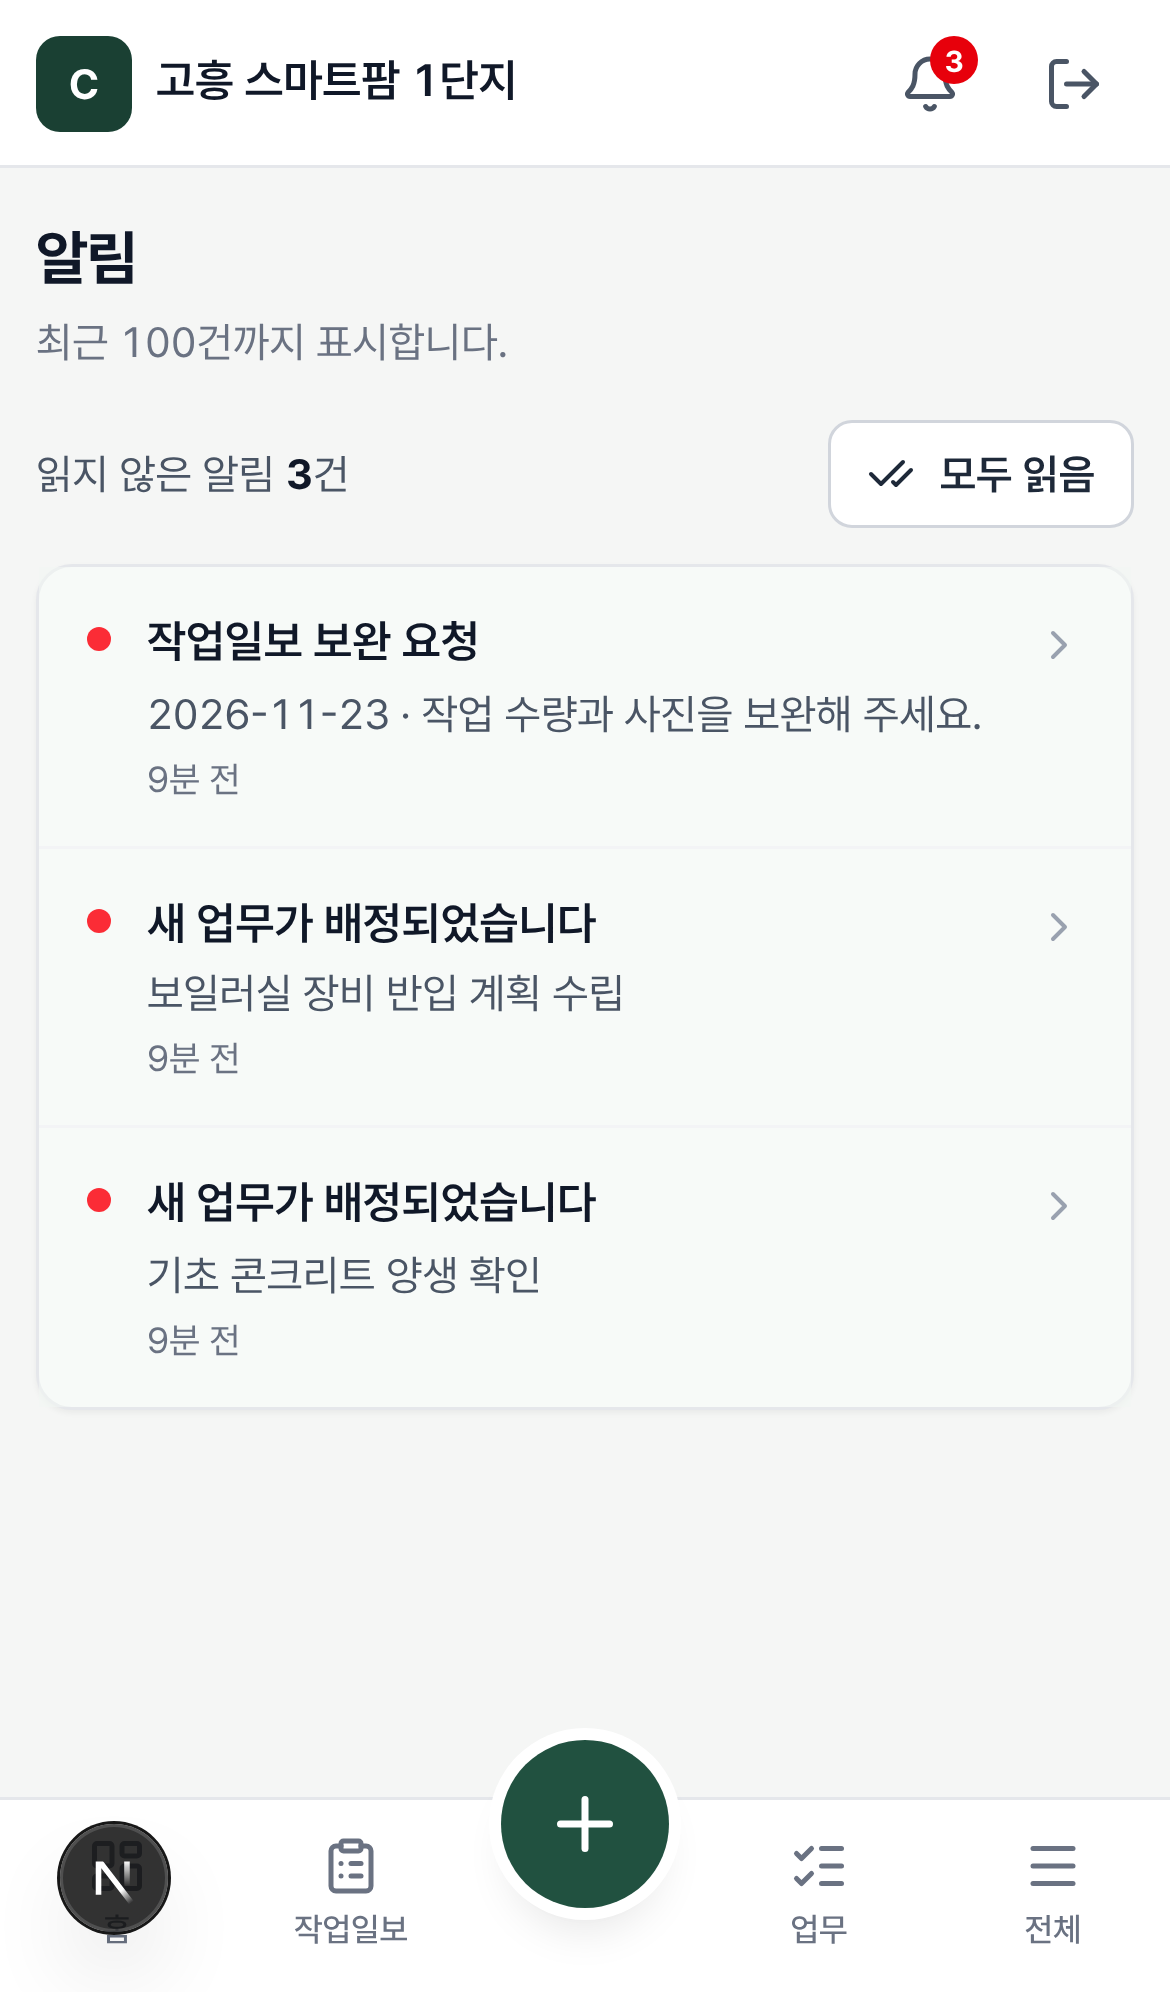 C 고흥 스마트팜 1단지 3
알림
최근 100건까지 표시합니다.
읽지 않은 알림 3건 모두 읽음
작업일보 보완 요청
2026-11-23 · 작업 수량과 사진을 보완해 주세요.
9분 전
새 업무가 배정되었습니다
보일러실 장비 반입 계획 수립
9분 전
새 업무가 배정되었습니다
기초 콘크리트 양생 확인
9분 전
N
홈 작업일보 업무 전체